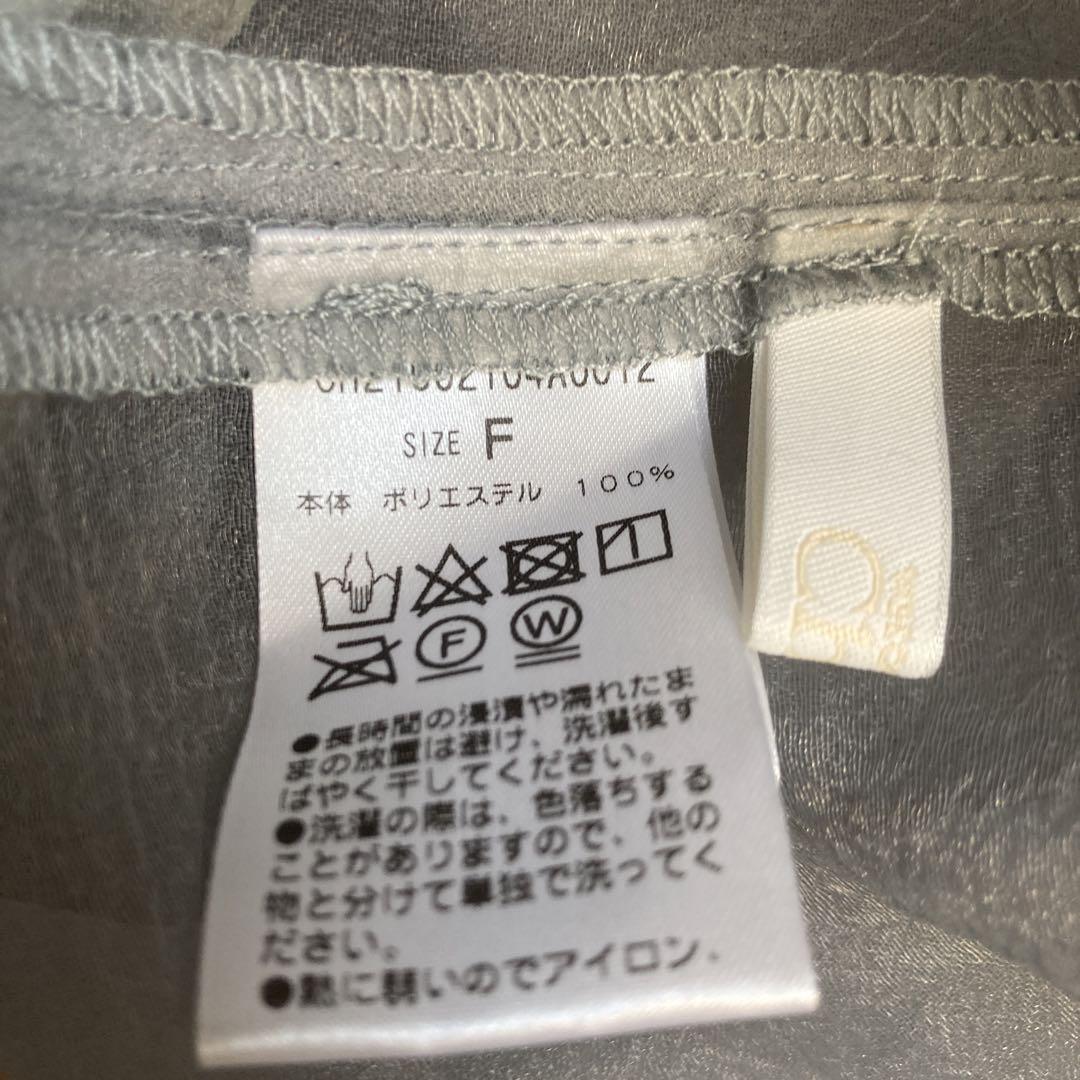 SIZE F
本体 ポリエステル 100%
F W
●長時間の浸漬や濡れたま
まの放置は避け、洗濯後す
ばやく干してください。
●洗濯の際は、色落ちする
ことがありますので、他の
物と分けて単独で洗ってく
ださい。
●熱に弱いのでアイロン、